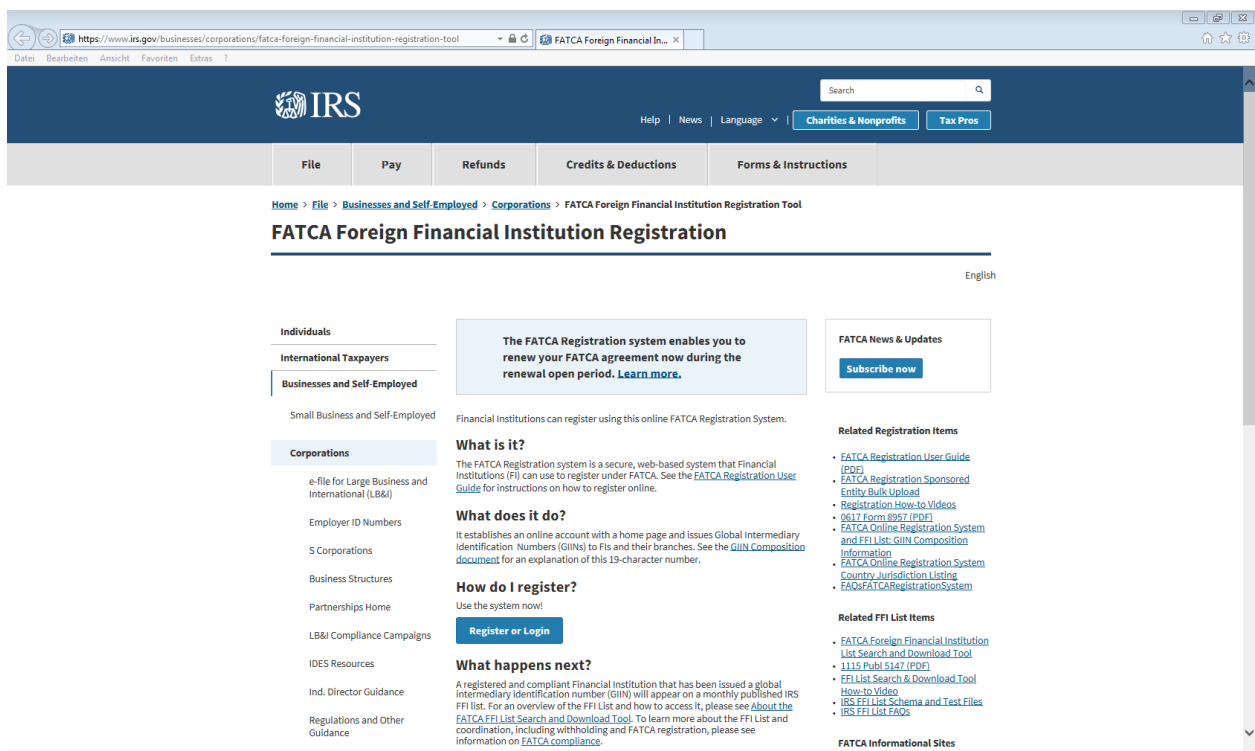 https://www.irs.gov/businesses/corporations/fatca-foreign-financial-institution-registration-tool
FATCA Foreign Financial In...
Datei Bearbeiten Ansicht Favoriten Extras ?
IRS
Search
Help | News | Language | Charities & Nonprofits Tax Pros
File Pay Refunds Credits & Deductions Forms & Instructions
Home > File > Businesses and Self-Employed > Corporations > FATCA Foreign Financial Institution Registration Tool
FATCA Foreign Financial Institution Registration
English
Individuals
International Taxpayers
Businesses and Self-Employed
Small Business and Self-Employed
Corporations
e-file for Large Business and
International (LB&I)
Employer ID Numbers
S Corporations
Business Structures
Partnerships Home
LB&I Compliance Campaigns
IDES Resources
Ind. Director Guidance
Regulations and Other
Guidance
The FATCA Registration system enables you to
renew your FATCA agreement now during the
renewal open period. Learn more.
Financial Institutions can register using this online FATCA Registration System.
What is it?
The FATCA Registration system is a secure, web-based system that Financial
Institutions (FI) can use to register under FATCA. See the FATCA Registration User
Guide for instructions on how to register online.
What does it do?
It establishes an online account with a home page and issues Global Intermediary
Identification Numbers (GIINs) to FIs and their branches. See the GIIN Composition
document for an explanation of this 19-character number.
How do I register?
Use the system now!
Register or Login
What happens next?
A registered and compliant Financial Institution that has been issued a global
intermediary identification number (GIIN) will appear on a monthly published IRS
FFI list. For an overview of the FFI List and how to access it, please see About the
FATCA FFI List Search and Download Tool. To learn more about the FFI List and
coordination, including withholding and FATCA registration, please see
information on FATCA compliance.
FATCA News & Updates
Subscribe now
Related Registration Items
• FATCA Registration User Guide
(PDF)
• FATCA Registration Sponsored
Entity Bulk Upload
• Registration How-to Videos
• 0617 Form 8957 (PDF)
• FATCA Online Registration System
and FFI List: GIIN Composition
Information
• FATCA Online Registration System
Country Jurisdiction Listing
• FAQsFATCARegistrationSystem
Related FFI List Items
• FATCA Foreign Financial Institution
List Search and Download Tool
• 1115 Publ 5147 (PDF)
• FFI List Search & Download Tool
How-to Video
• IRS FFI List Schema and Test Files
• IRS FFI List FAQs
FATCA Informational Sites